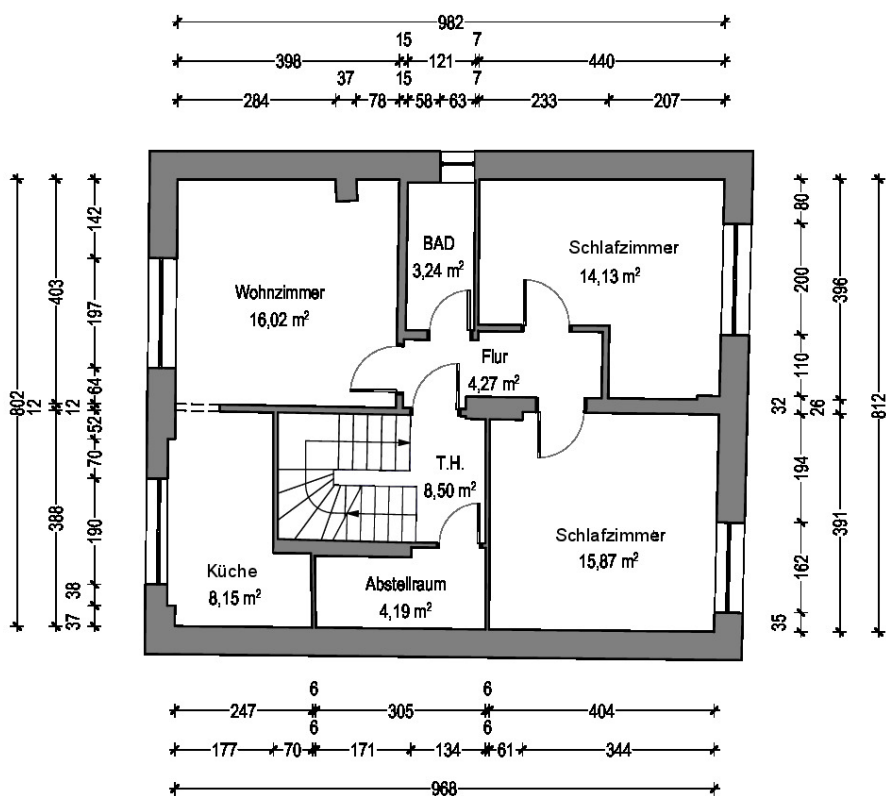 982
15 7
398 121 440
37 15 7
284 78 58 63 233 207
142
197
64
12
52
70
190
38
37
403
12
388
802
80
200
110
32
194
162
35
396
26
391
812
BAD
3,24 m²
Schlafzimmer
14,13 m²
Wohnzimmer
16,02 m²
Flur
4,27 m²
T.H.
8,50 m²
Schlafzimmer
15,87 m²
Küche
8,15 m²
Abstellraum
4,19 m²
6 6
247 305 404
6 6
177 70 171 134 61 344
968